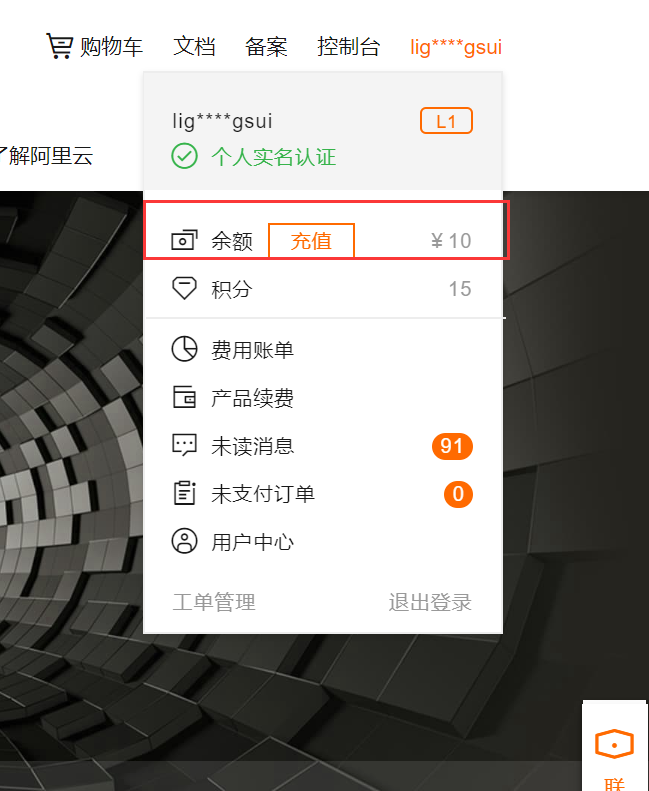 购物车 文档 备案 控制台 lig****gsui
lig****gsui L1
个人实名认证
了解阿里云
余额 充值 ¥ 10
积分 15
费用账单
产品续费
未读消息 91
未支付订单 0
用户中心
工单管理 退出登录
联